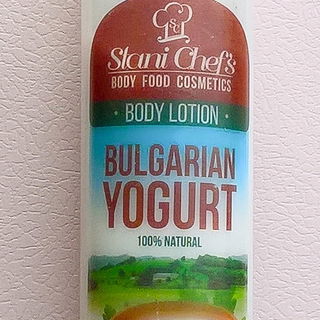 S&C
Stani Chef's
BODY FOOD COSMETICS
• BODY LOTION •
BULGARIAN
YOGURT
100% NATURAL